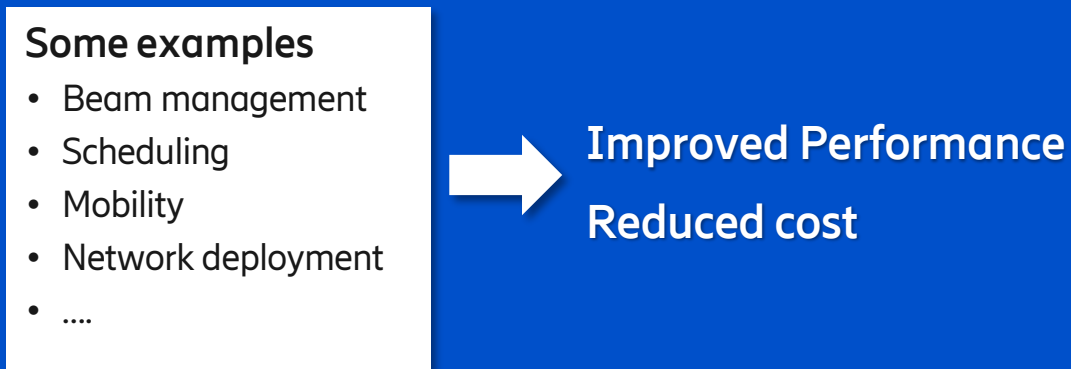 Some examples
• Beam management
• Scheduling
• Mobility
• Network deployment
• ....
Improved Performance
Reduced cost